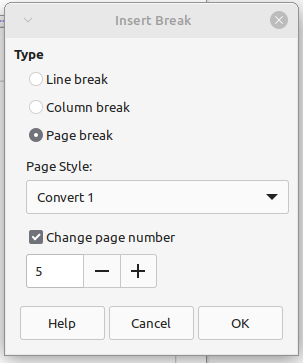 Insert Break
Type
Line break
Column break
Page break
Page Style:
Convert 1
Change page number
5
Help Cancel OK